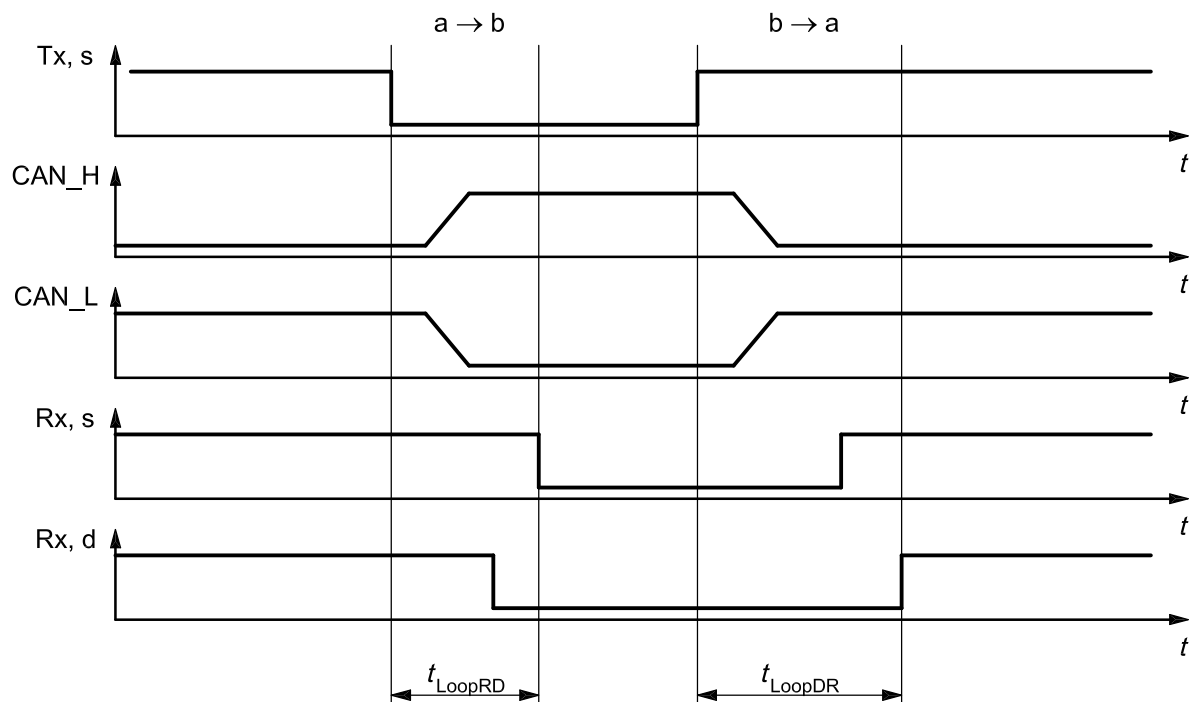 a → b
b → a
Tx, s
t
CAN_H
t
CAN_L
t
Rx, s
t
Rx, d
t
tLoopRD
tLoopDR